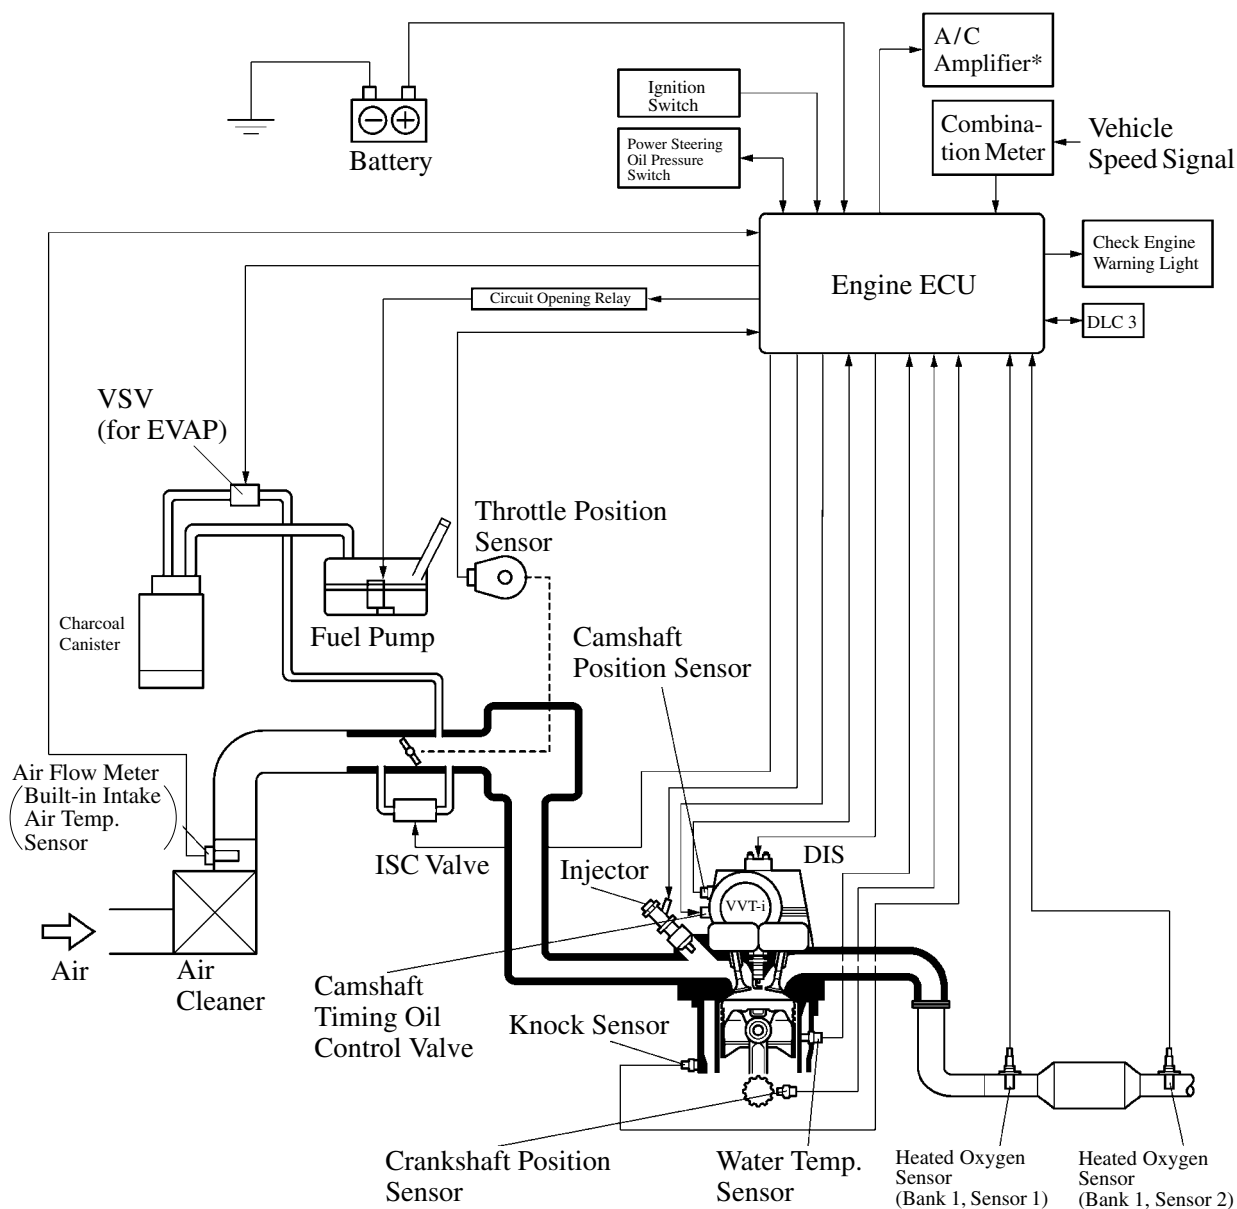 A/C
Amplifier*
Ignition
Switch
Combina-
tion Meter
Vehicle
Speed Signal
Battery
Power Steering
Oil Pressure
Switch
Engine ECU
Check Engine
Warning Light
Circuit Opening Relay
DLC 3
VSV
(for EVAP)
Throttle Position
Sensor
Charcoal
Canister
Fuel Pump
Camshaft
Position Sensor
Air Flow Meter
(Built-in Intake
Air Temp.
Sensor)
ISC Valve
Injector
DIS
VVT-i
Air
Air
Cleaner
Camshaft
Timing Oil
Control Valve
Knock Sensor
Crankshaft Position
Sensor
Water Temp.
Sensor
Heated Oxygen
Sensor
(Bank 1, Sensor 1)
Heated Oxygen
Sensor
(Bank 1, Sensor 2)